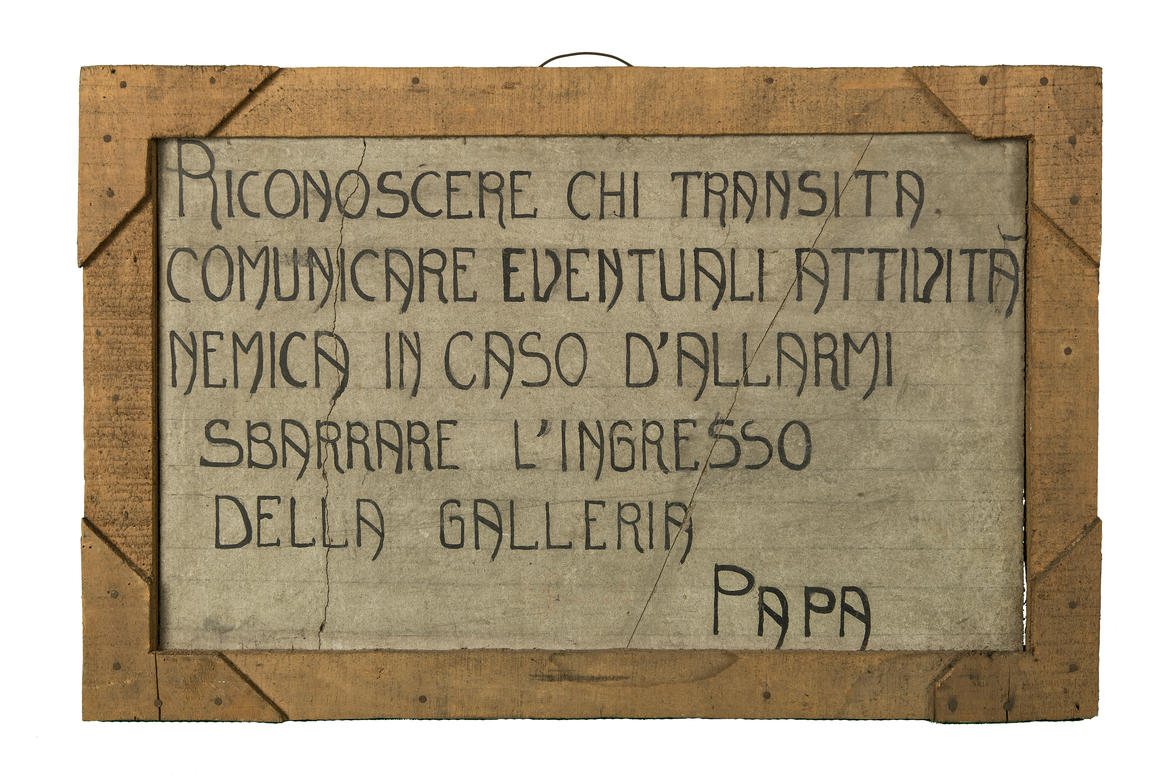 RICONOSCERE CHI TRANSITA.
COMUNICARE EVENTUALI ATTIVITÀ
NEMICA IN CASO D'ALLARMI
SBARRARE L'INGRESSO
DELLA GALLERIA
PAPA